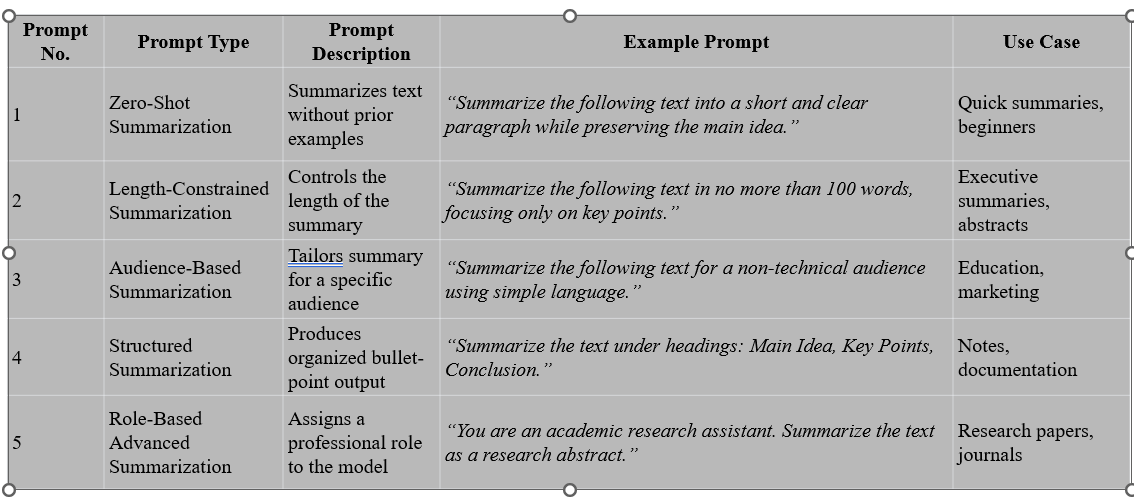 Prompt No.
Prompt Type
Prompt Description
Example Prompt
Use Case
1
Zero-Shot
Summarization
Summarizes text
without prior
examples
“Summarize the following text into a short and clear
paragraph while preserving the main idea.”
Quick summaries,
beginners
2
Length-Constrained
Summarization
Controls the
length of the
summary
“Summarize the following text in no more than 100 words,
focusing only on key points.”
Executive
summaries,
abstracts
3
Audience-Based
Summarization
Tailors summary
for a specific
audience
“Summarize the following text for a non-technical audience
using simple language.”
Education,
marketing
4
Structured
Summarization
Produces
organized bullet-
point output
“Summarize the text under headings: Main Idea, Key Points,
Conclusion.”
Notes,
documentation
5
Role-Based
Advanced
Summarization
Assigns a
professional role
to the model
“You are an academic research assistant. Summarize the text
as a research abstract.”
Research papers,
journals